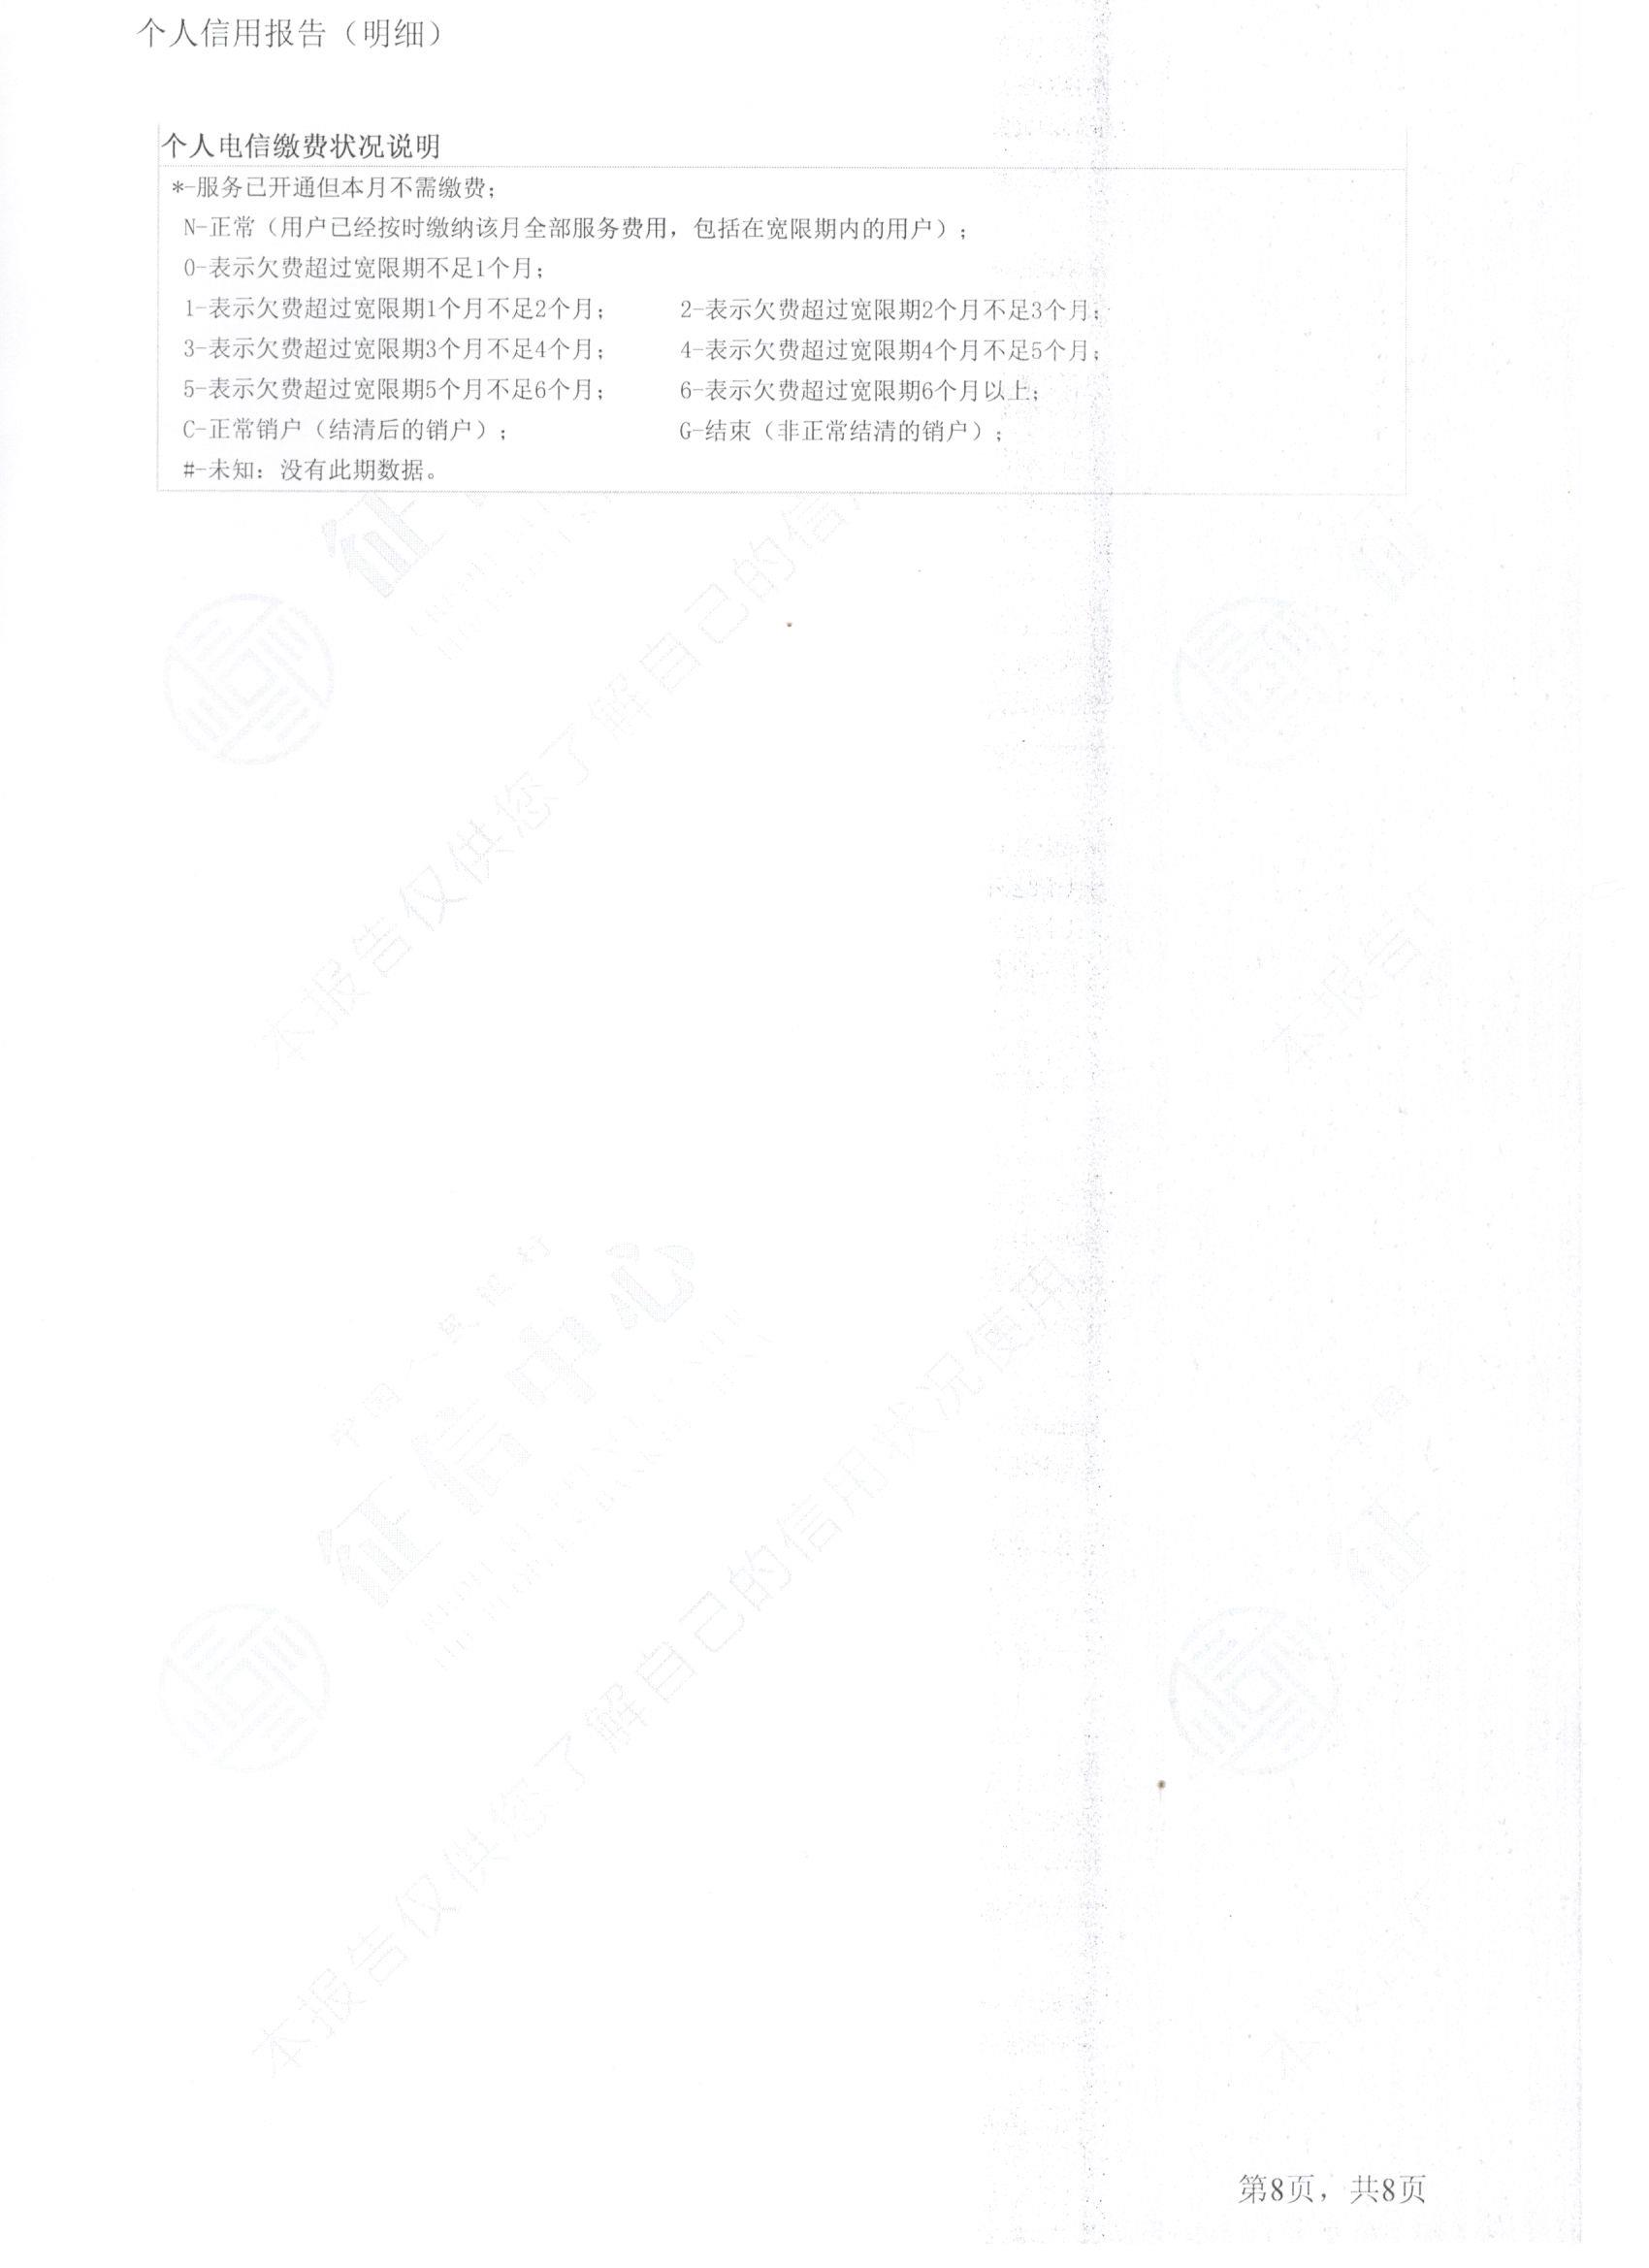 个人信用报告（明细）
个人电信缴费状况说明
*-服务已开通但本月不需缴费；
N-正常（用户已经按时缴纳该月全部服务费用，包括在宽限期内的用户）；
0-表示欠费超过宽限期不足1个月；
1-表示欠费超过宽限期1个月不足2个月； 2-表示欠费超过宽限期2个月不足3个月；
3-表示欠费超过宽限期3个月不足4个月； 4-表示欠费超过宽限期4个月不足5个月；
5-表示欠费超过宽限期5个月不足6个月； 6-表示欠费超过宽限期6个月以上；
C-正常销户（结清后的销户）； G-结束（非正常结清的销户）；
#-未知：没有此期数据。
征
征
本报告仅供您了解自己的信
本报告
征信中心
征
本报告仅供您了解自己的信用状况使用
第8页，共8页